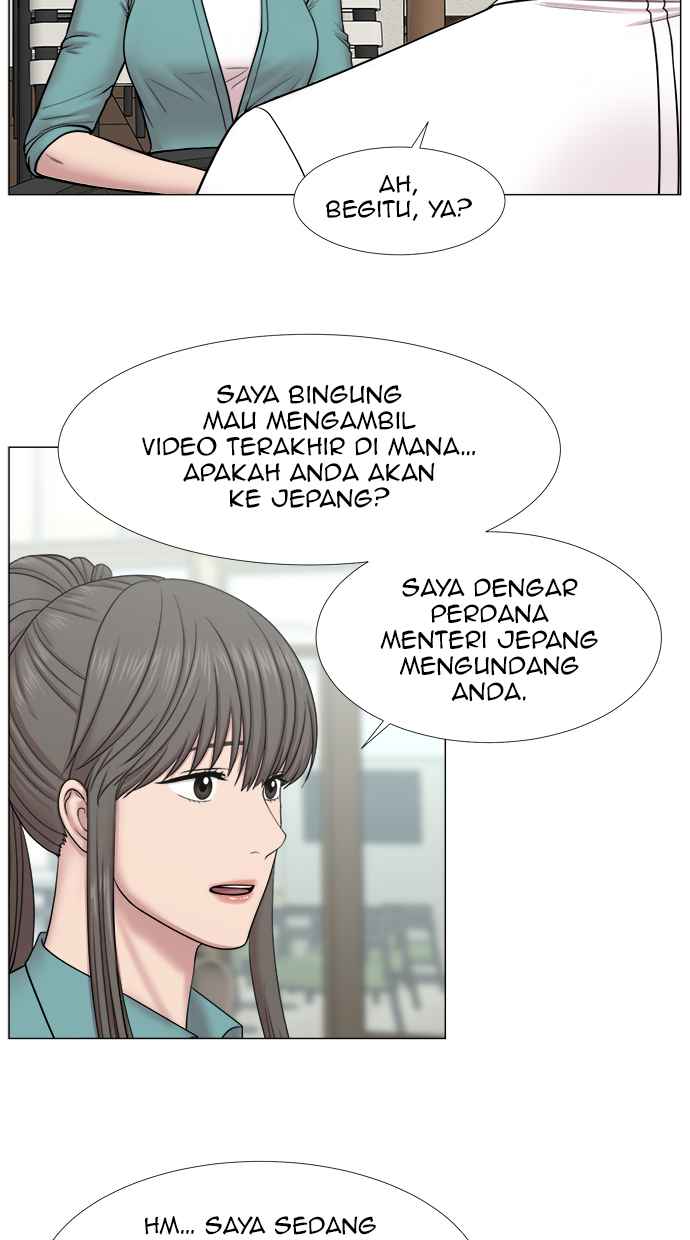 AH,
BEGITU, YA?
SAYA BINGUNG
MAU MENGAMBIL
VIDEO TERAKHIR DI MANA...
APAKAH ANDA AKAN
KE JEPANG?
SAYA DENGAR
PERDANA
MENTERI JEPANG
MENGUNDANG
ANDA.
HM... SAYA SEDANG